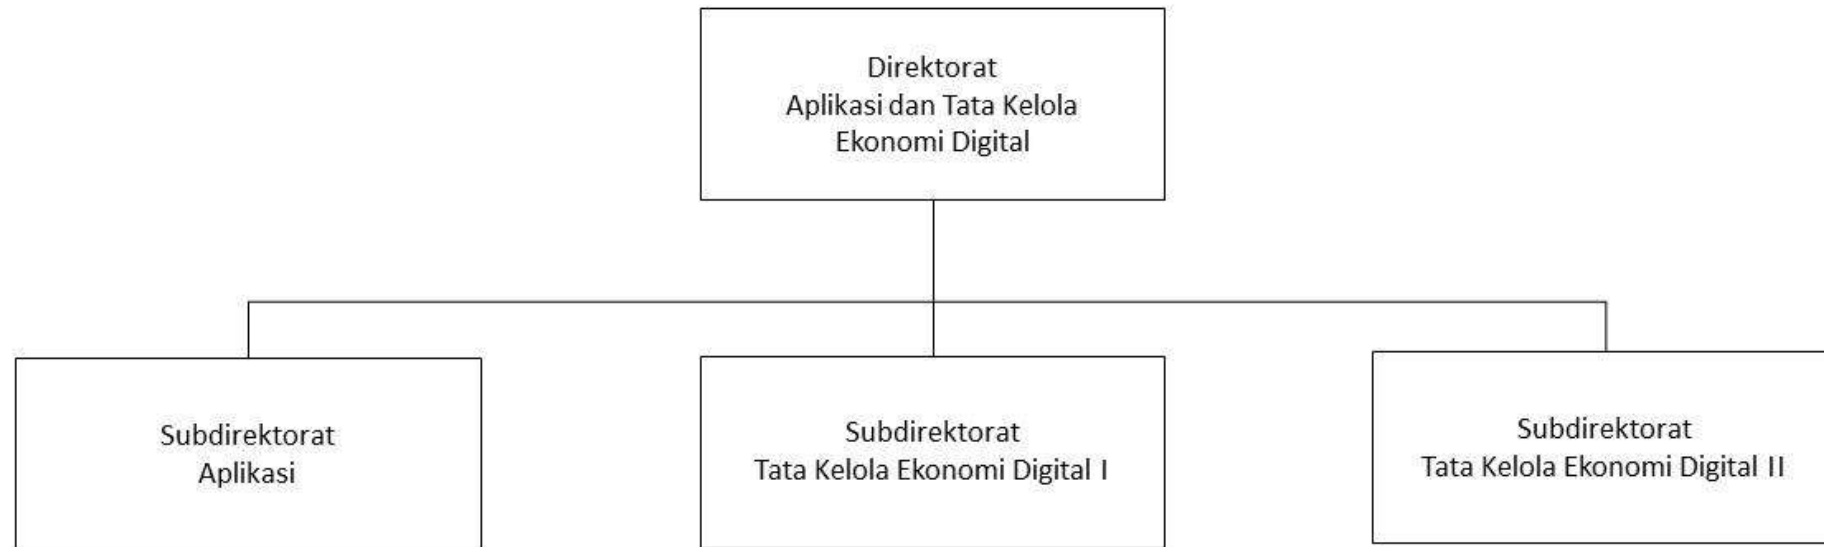 Direktorat
Aplikasi dan Tata Kelola
Ekonomi Digital
Subdirektorat
Aplikasi
Subdirektorat
Tata Kelola Ekonomi Digital I
Subdirektorat
Tata Kelola Ekonomi Digital II